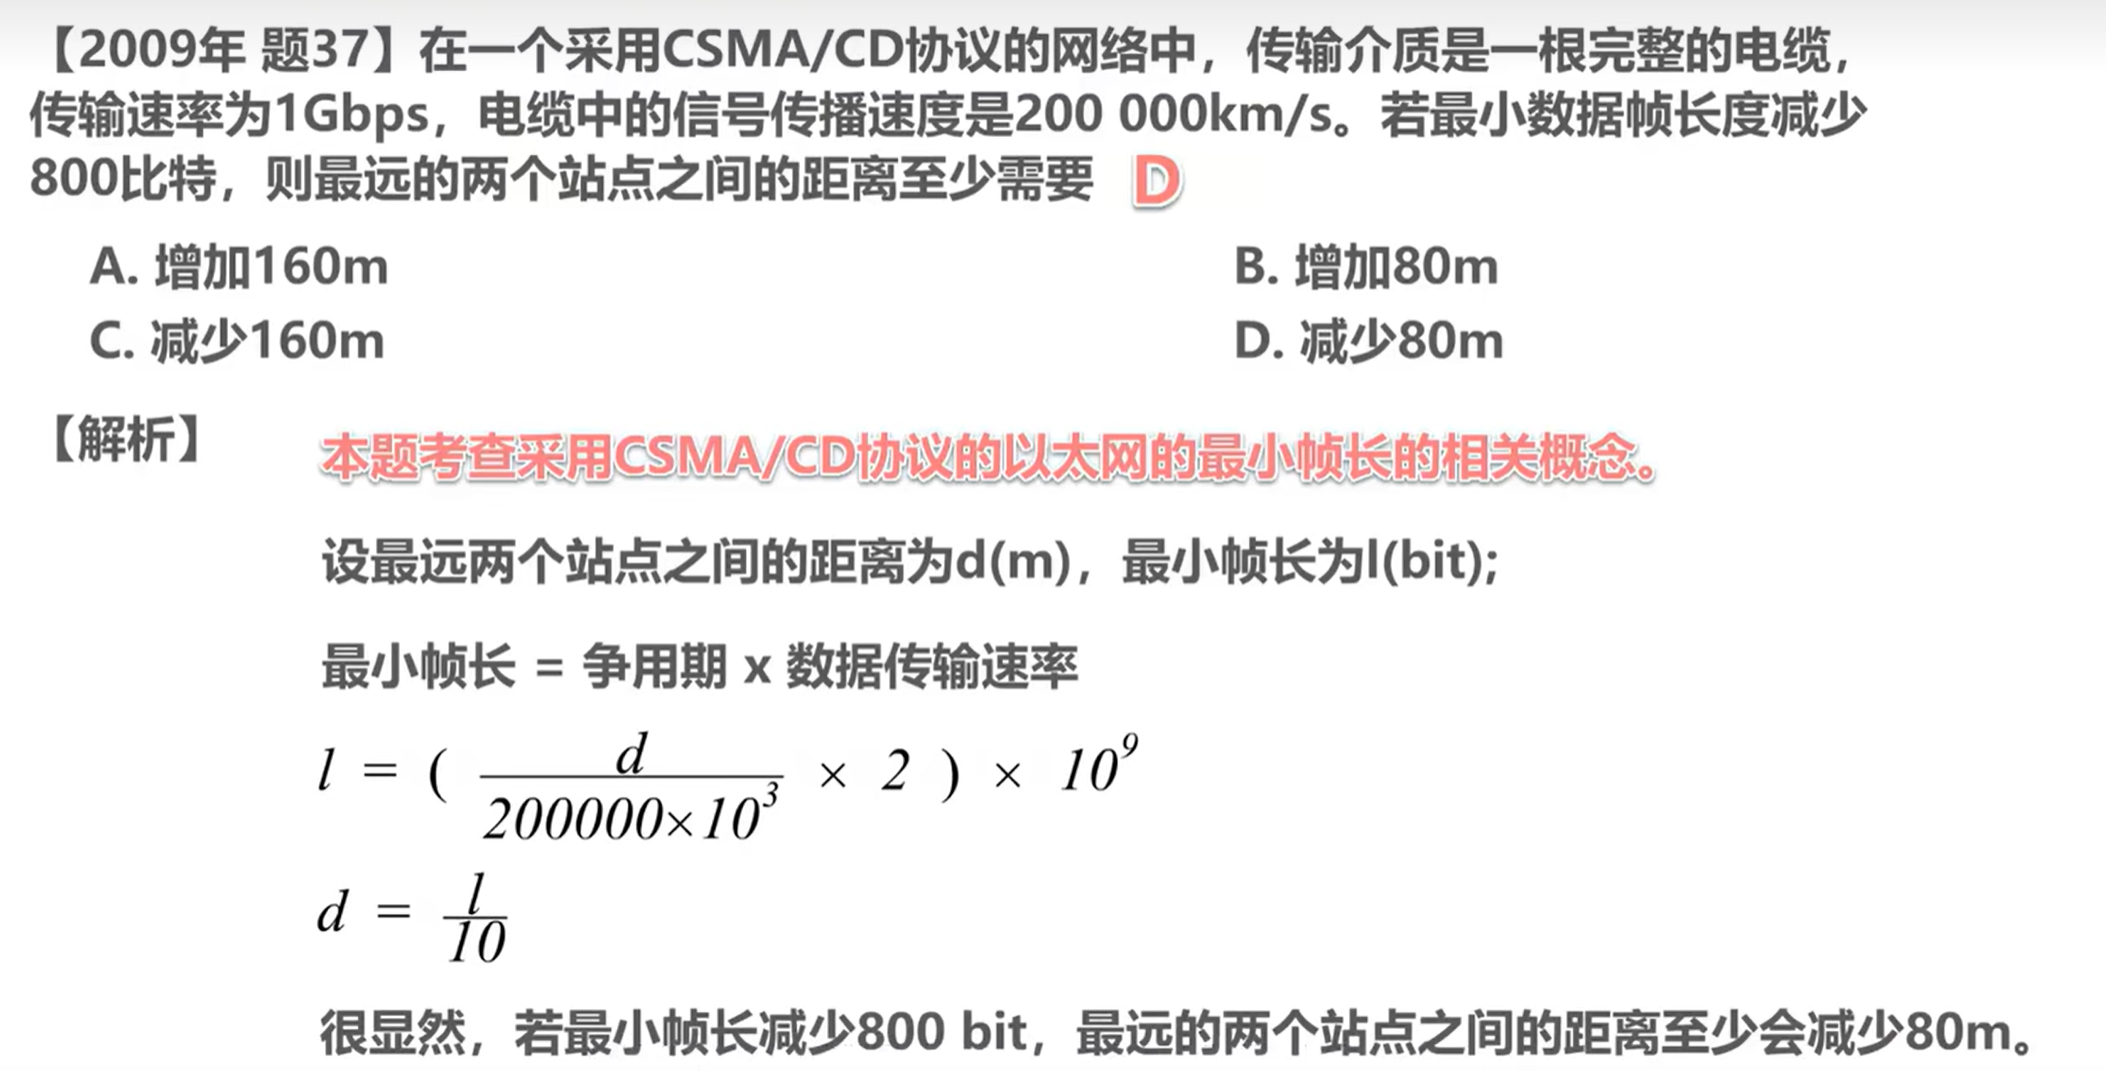 【2009年 题37】在一个采用CSMA/CD协议的网络中，传输介质是一根完整的电缆，
传输速率为1Gbps，电缆中的信号传播速度是200 000km/s。若最小数据帧长度减少
800比特，则最远的两个站点之间的距离至少需要 D
A. 增加160m B. 增加80m
C. 减少160m D. 减少80m
【解析】 本题考查采用CSMA/CD协议的以太网的最小帧长的相关概念。
设最远两个站点之间的距离为d(m)，最小帧长为l(bit);
最小帧长 = 争用期 x 数据传输速率
l = ( d / 200000×10³ × 2 ) × 10⁹
d = l / 10
很显然，若最小帧长减少800 bit，最远的两个站点之间的距离至少会减少80m。